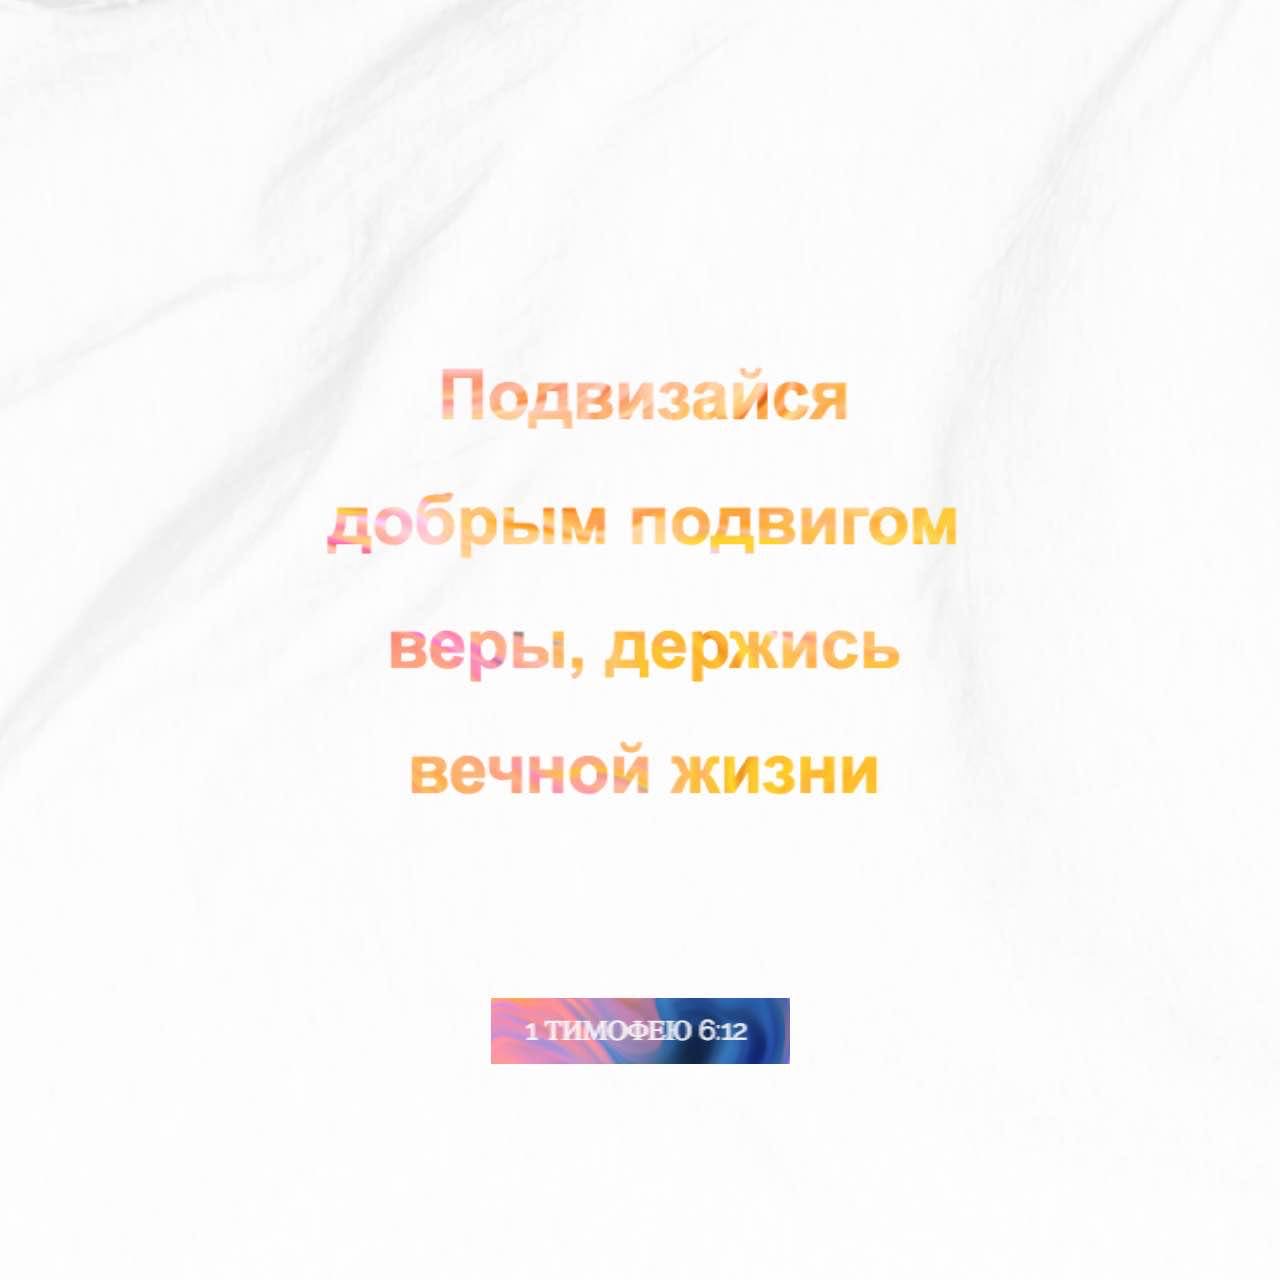 Подвизайся
добрым подвигом
веры, держись
вечной жизни
1 ТИМОФЕЮ 6:12